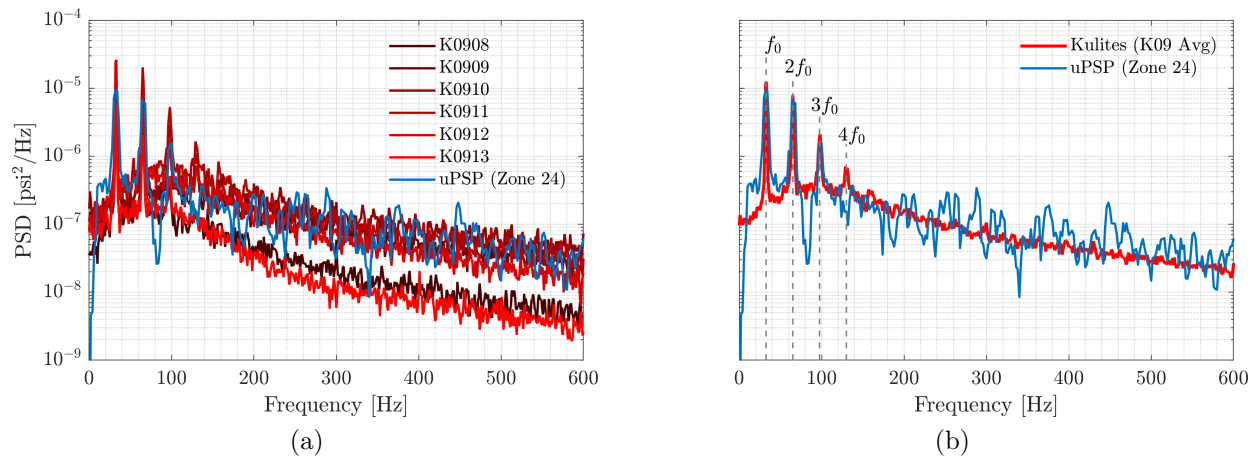 10⁻⁴
10⁻⁵
10⁻⁶
10⁻⁷
10⁻⁸
10⁻⁹
PSD [psi²/Hz]
K0908
K0909
K0910
K0911
K0912
K0913
uPSP (Zone 24)
0 100 200 300 400 500 600
Frequency [Hz]
(a)
f₀
2f₀
3f₀
4f₀
Kulites (K09 Avg)
uPSP (Zone 24)
0 100 200 300 400 500 600
Frequency [Hz]
(b)